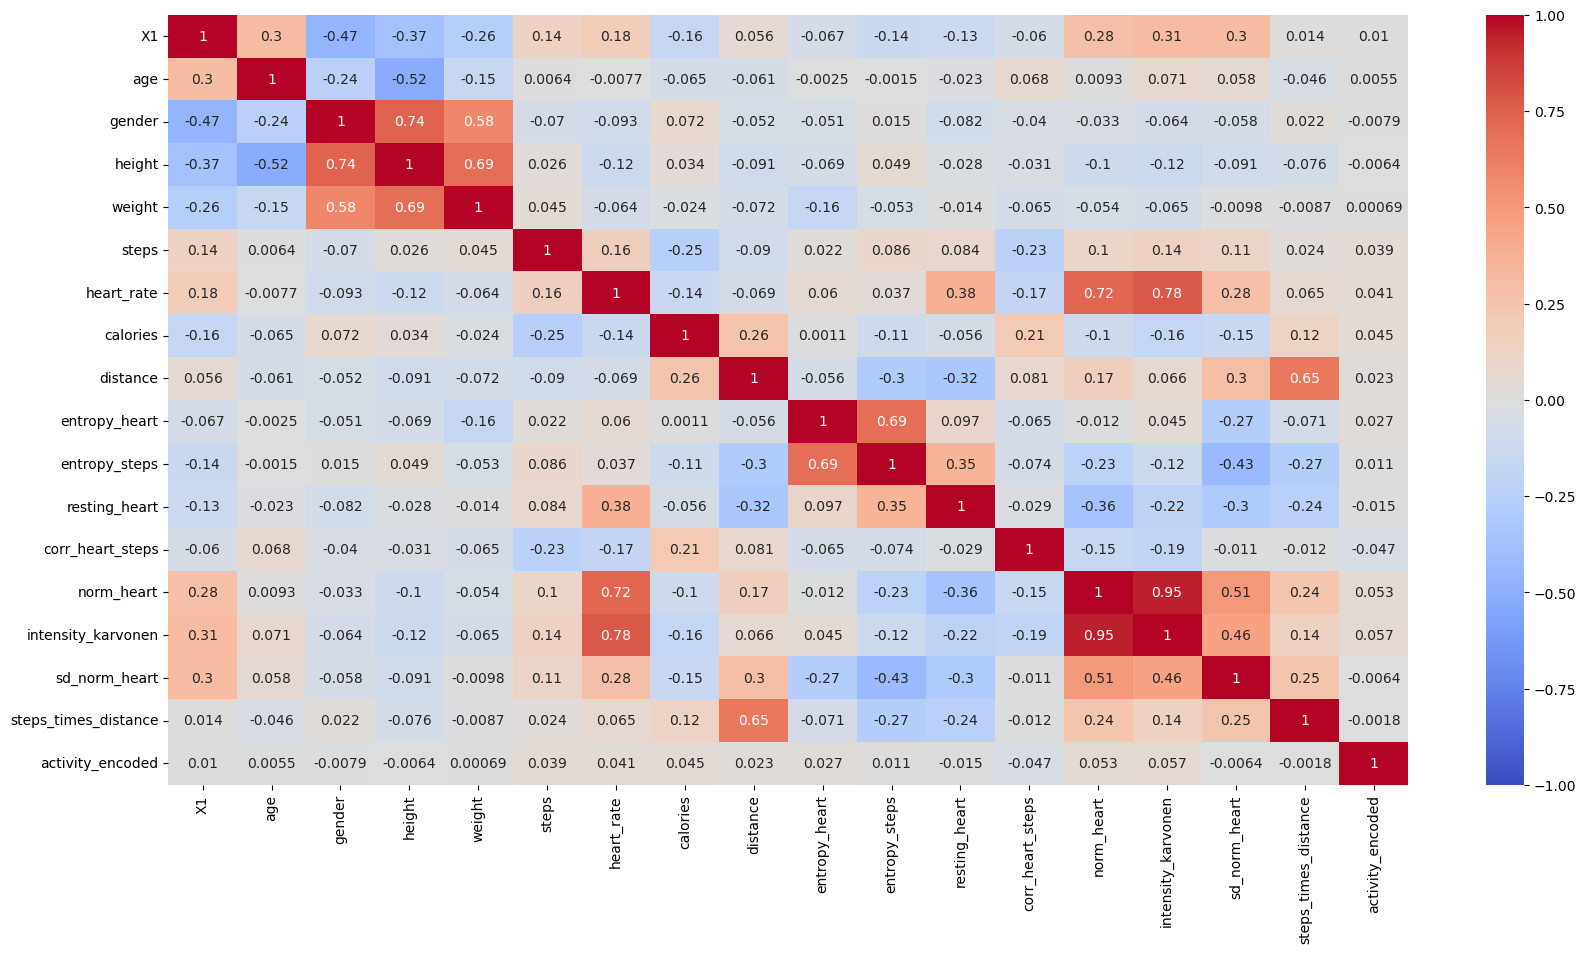 X1 1 0.3 -0.47 -0.37 -0.26 0.14 0.18 -0.16 0.056 -0.067 -0.14 -0.13 -0.06 0.28 0.31 0.3 0.014 0.01
age 0.3 1 -0.24 -0.52 -0.15 0.0064 -0.0077 -0.065 -0.061 -0.0025 -0.0015 -0.023 0.068 0.0093 0.071 0.058 -0.046 0.0055
gender -0.47 -0.24 1 0.74 0.58 -0.07 -0.093 0.072 -0.052 -0.051 0.015 -0.082 -0.04 -0.033 -0.064 -0.058 0.022 -0.0079
height -0.37 -0.52 0.74 1 0.69 0.026 -0.12 0.034 -0.091 -0.069 0.049 -0.028 -0.031 -0.1 -0.12 -0.091 -0.076 -0.0064
weight -0.26 -0.15 0.58 0.69 1 0.045 -0.064 -0.024 -0.072 -0.16 -0.053 -0.014 -0.065 -0.054 -0.065 -0.0098 -0.0087 0.00069
steps 0.14 0.0064 -0.07 0.026 0.045 1 0.16 -0.25 -0.09 0.022 0.086 0.084 -0.23 0.1 0.14 0.11 0.024 0.039
heart_rate 0.18 -0.0077 -0.093 -0.12 -0.064 0.16 1 -0.14 -0.069 0.06 0.037 0.38 -0.17 0.72 0.78 0.28 0.065 0.041
calories -0.16 -0.065 0.072 0.034 -0.024 -0.25 -0.14 1 0.26 0.0011 -0.11 -0.056 0.21 -0.1 -0.16 -0.15 0.12 0.045
distance 0.056 -0.061 -0.052 -0.091 -0.072 -0.09 -0.069 0.26 1 -0.056 -0.3 -0.32 0.081 0.17 0.066 0.3 0.65 0.023
entropy_heart -0.067 -0.0025 -0.051 -0.069 -0.16 0.022 0.06 0.0011 -0.056 1 0.69 0.097 -0.065 -0.012 0.045 -0.27 -0.071 0.027
entropy_steps -0.14 -0.0015 0.015 0.049 -0.053 0.086 0.037 -0.11 -0.3 0.69 1 0.35 -0.074 -0.23 -0.12 -0.43 -0.27 0.011
resting_heart -0.13 -0.023 -0.082 -0.028 -0.014 0.084 0.38 -0.056 -0.32 0.097 0.35 1 -0.029 -0.36 -0.22 -0.3 -0.24 -0.015
corr_heart_steps -0.06 0.068 -0.04 -0.031 -0.065 -0.23 -0.17 0.21 0.081 -0.065 -0.074 -0.029 1 -0.15 -0.19 -0.011 -0.012 -0.047
norm_heart 0.28 0.0093 -0.033 -0.1 -0.054 0.1 0.72 -0.1 0.17 -0.012 -0.23 -0.36 -0.15 1 0.95 0.51 0.24 0.053
intensity_karvonen 0.31 0.071 -0.064 -0.12 -0.065 0.14 0.78 -0.16 0.066 0.045 -0.12 -0.22 -0.19 0.95 1 0.46 0.14 0.057
sd_norm_heart 0.3 0.058 -0.058 -0.091 -0.0098 0.11 0.28 -0.15 0.3 -0.27 -0.43 -0.3 -0.011 0.51 0.46 1 0.25 -0.0064
steps_times_distance 0.014 -0.046 0.022 -0.076 -0.0087 0.024 0.065 0.12 0.65 -0.071 -0.27 -0.24 -0.012 0.24 0.14 0.25 1 -0.0018
activity_encoded 0.01 0.0055 -0.0079 -0.0064 0.00069 0.039 0.041 0.045 0.023 0.027 0.011 -0.015 -0.047 0.053 0.057 -0.0064 -0.0018 1
X1 age gender height weight steps heart_rate calories distance entropy_heart entropy_steps resting_heart corr_heart_steps norm_heart intensity_karvonen sd_norm_heart steps_times_distance activity_encoded
1.00
0.75
0.50
0.25
0.00
−0.25
−0.50
−0.75
−1.00